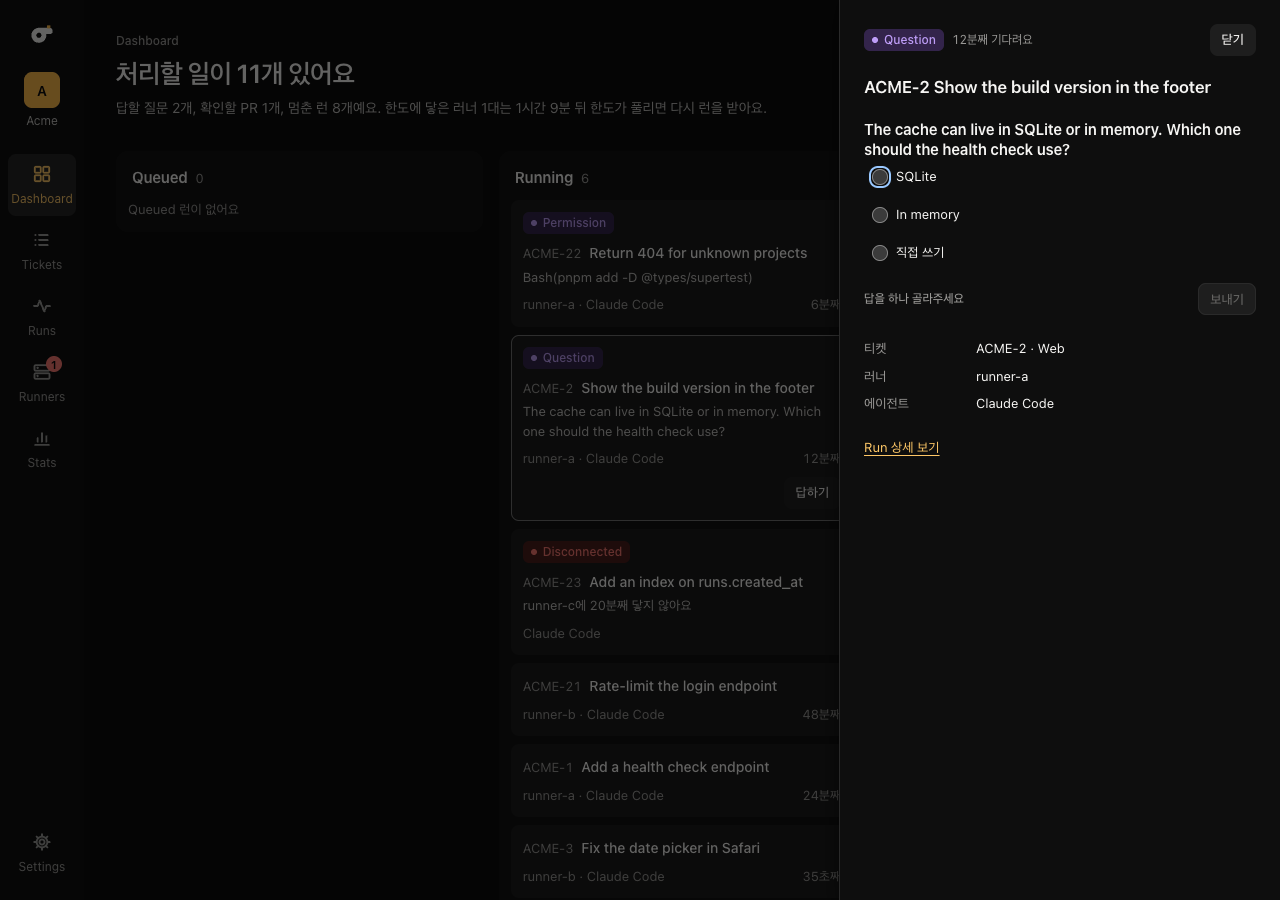 A
Acme
Dashboard
Tickets
Runs
1
Runners
Stats
Settings
Dashboard
처리할 일이 11개 있어요
답할 질문 2개, 확인할 PR 1개, 멈춘 런 8개예요. 한도에 닿은 러너 1대는 1시간 9분 뒤 한도가 풀리면 다시 런을 받아요.
Queued 0
Queued 런이 없어요
Running 6
Permission
ACME-22 Return 404 for unknown projects
Bash(pnpm add -D @types/supertest)
runner-a · Claude Code 6분째
Question
ACME-2 Show the build version in the footer
The cache can live in SQLite or in memory. Which
one should the health check use?
runner-a · Claude Code 12분째
답하기
Disconnected
ACME-23 Add an index on runs.created_at
runner-c에 20분째 닿지 않아요
Claude Code
ACME-21 Rate-limit the login endpoint
runner-b · Claude Code 48분째
ACME-1 Add a health check endpoint
runner-a · Claude Code 24분째
ACME-3 Fix the date picker in Safari
runner-b · Claude Code 35초째
Question 12분째 기다려요 닫기
ACME-2 Show the build version in the footer
The cache can live in SQLite or in memory. Which one
should the health check use?
SQLite
In memory
직접 쓰기
답을 하나 골라주세요 보내기
티켓 ACME-2 · Web
러너 runner-a
에이전트 Claude Code
Run 상세 보기